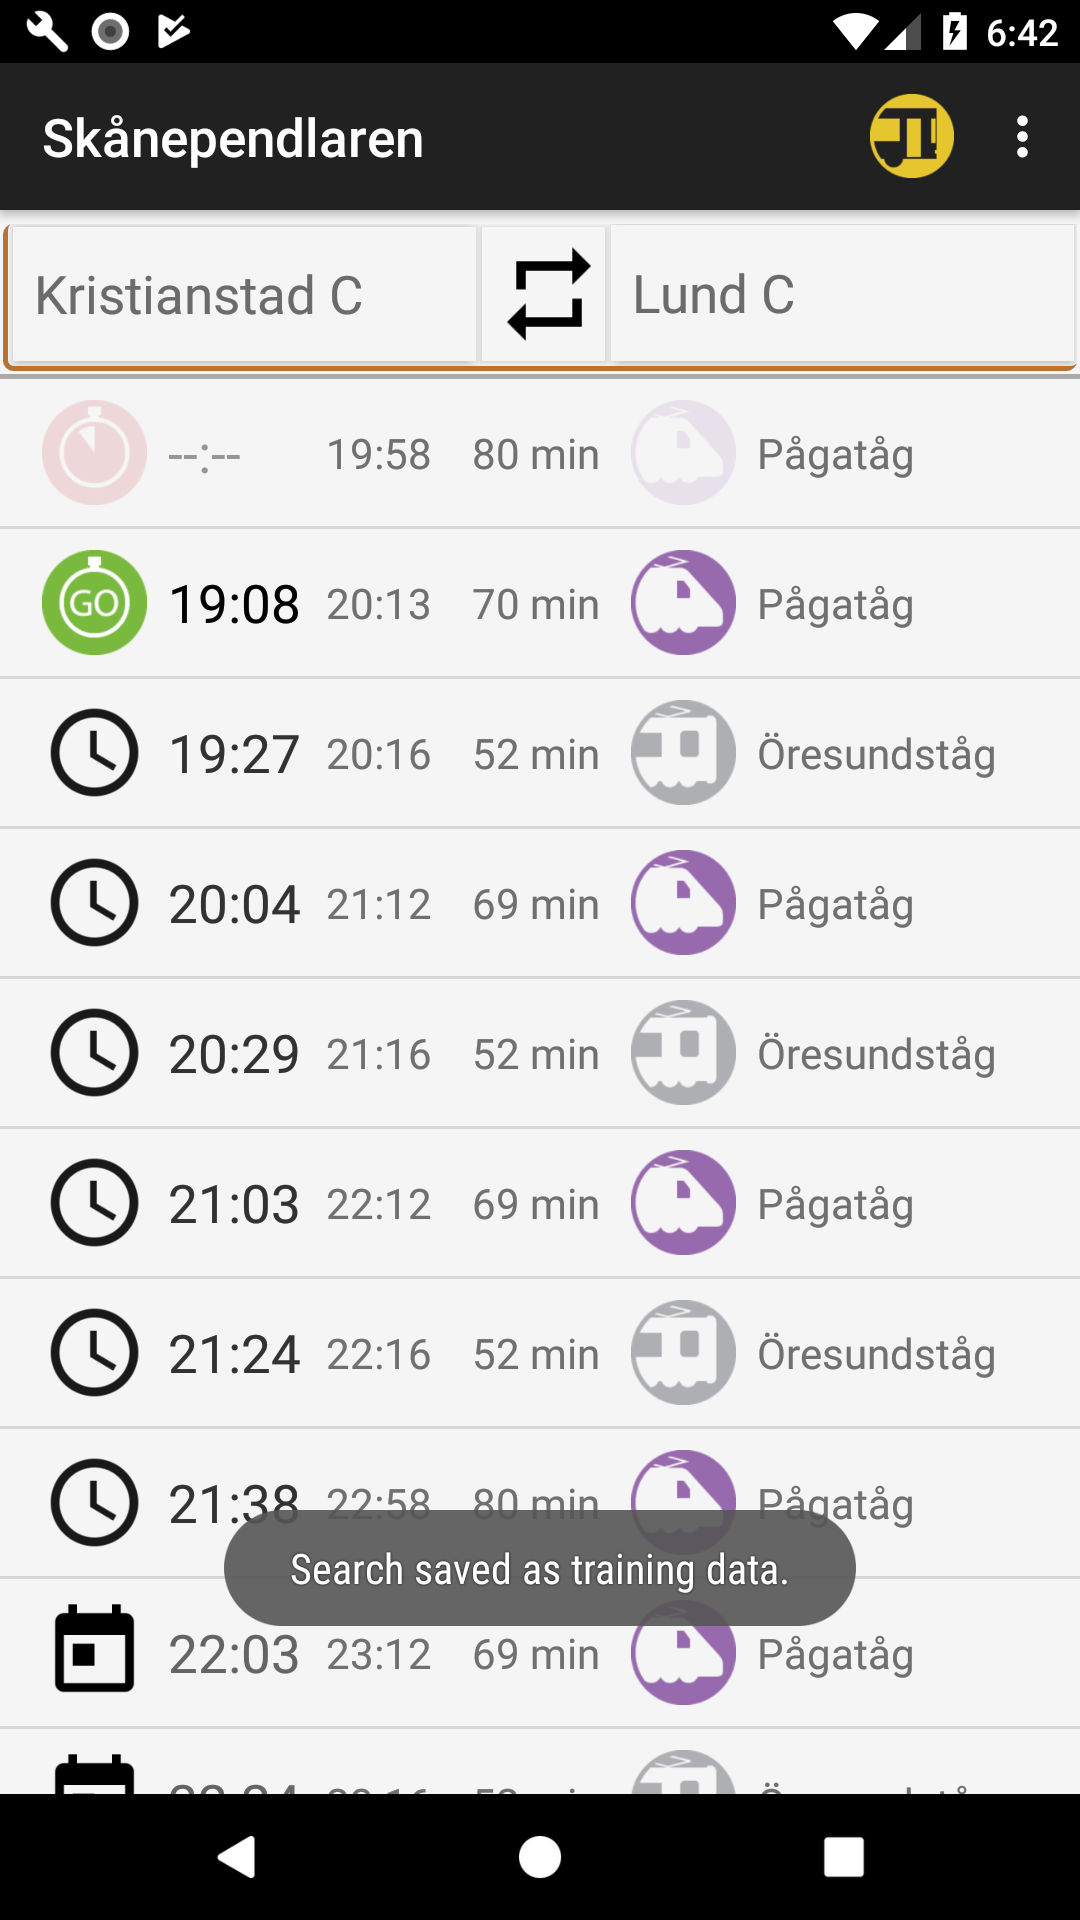 6:42
Skånependlaren
Kristianstad C
Lund C
--:-- 19:58 80 min Pågatåg
GO 19:08 20:13 70 min Pågatåg
19:27 20:16 52 min Öresundståg
20:04 21:12 69 min Pågatåg
20:29 21:16 52 min Öresundståg
21:03 22:12 69 min Pågatåg
21:24 22:16 52 min Öresundståg
21:38 22:58 80 min Pågatåg
Search saved as training data.
22:03 23:12 69 min Pågatåg